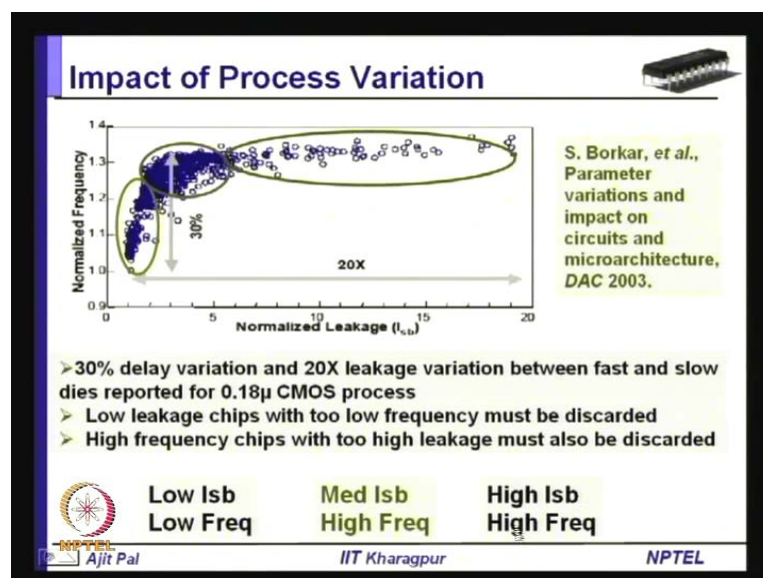 Impact of Process Variation
1 4
1.3
1 2
1 1
1 0
0 9
Normalized Frequency
30%
20X
0
5
10
15
20
Normalized Leakage (Isb)
S. Borkar, et al.,
Parameter
variations and
impact on
circuits and
microarchitecture,
DAC 2003.
➢30% delay variation and 20X leakage variation between fast and slow
dies reported for 0.18µ CMOS process
➢ Low leakage chips with too low frequency must be discarded
➢ High frequency chips with too high leakage must also be discarded
Low Isb
Low Freq
Med Isb
High Freq
High Isb
High Freq
NPTEL
Ajit Pal
IIT Kharagpur
NPTEL